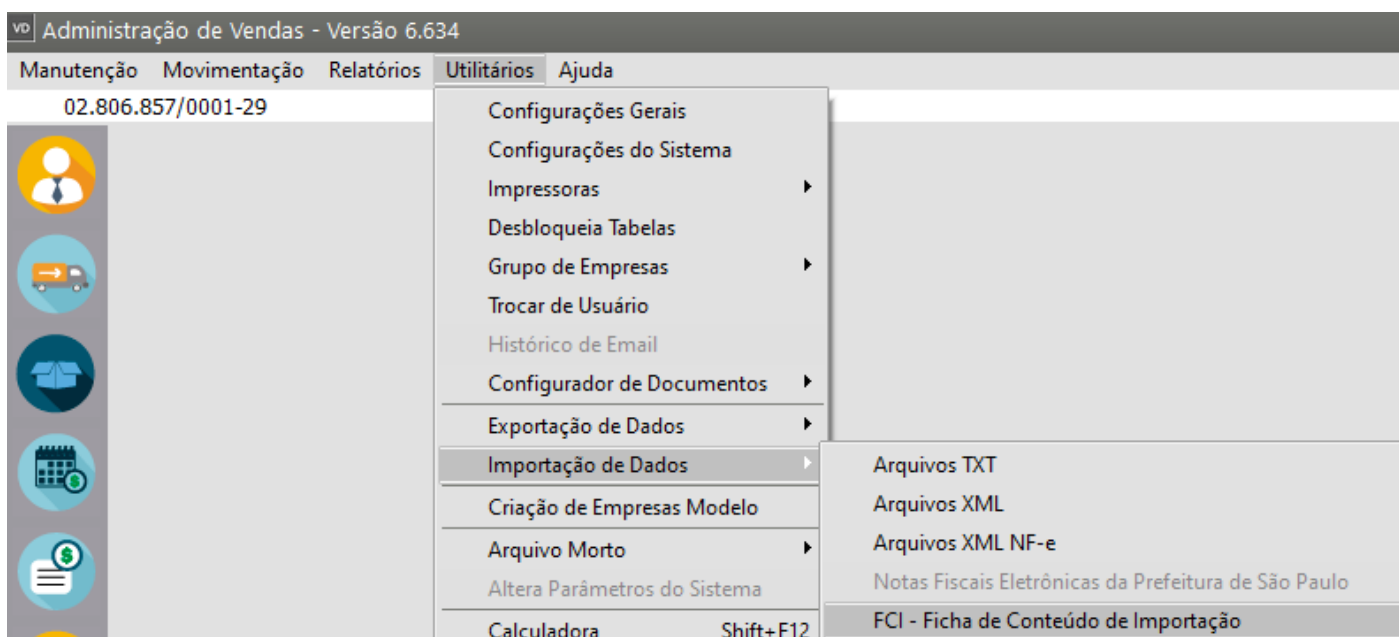 VD Administração de Vendas - Versão 6.634
Manutenção Movimentação Relatórios Utilitários Ajuda
02.806.857/0001-29
Configurações Gerais
Configurações do Sistema
Impressoras
Desbloqueia Tabelas
Grupo de Empresas
Trocar de Usuário
Histórico de Email
Configurador de Documentos
Exportação de Dados
Importação de Dados
Criação de Empresas Modelo
Arquivo Morto
Altera Parâmetros do Sistema
Calculadora Shift+F12
Arquivos TXT
Arquivos XML
Arquivos XML NF-e
Notas Fiscais Eletrônicas da Prefeitura de São Paulo
FCI - Ficha de Conteúdo de Importação